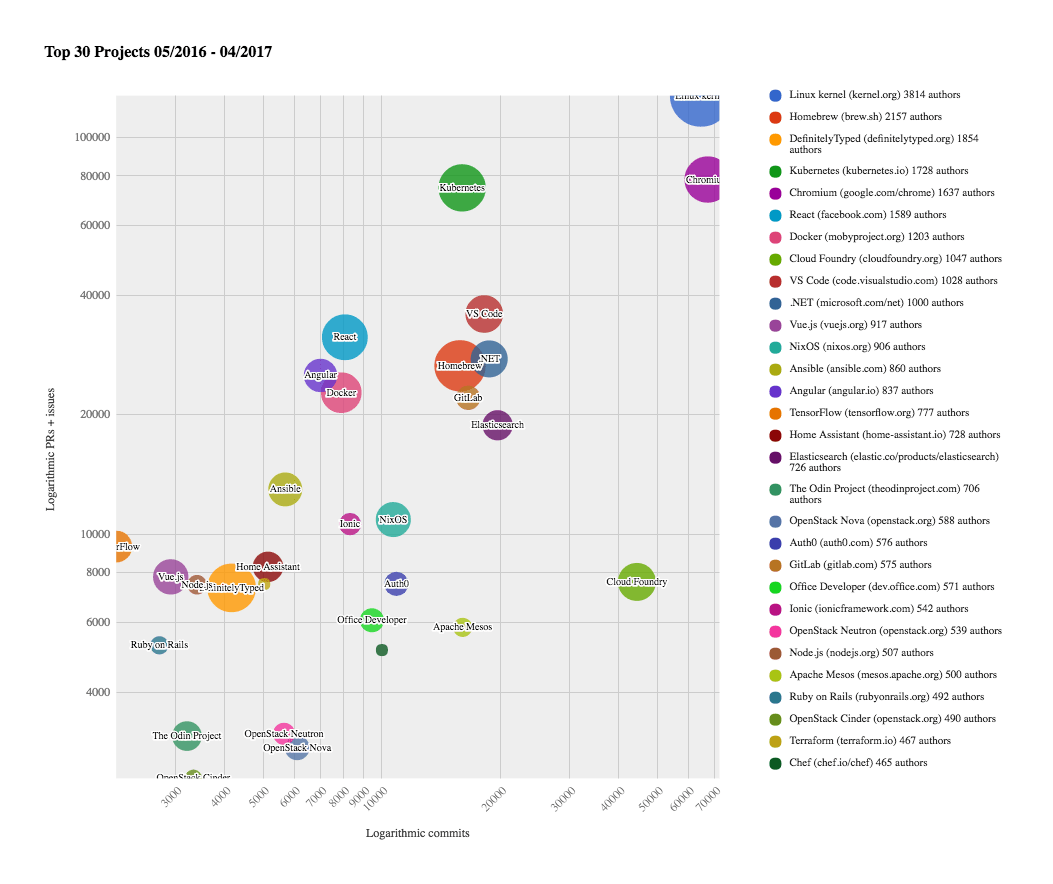 Top 30 Projects 05/2016 - 04/2017
Logarithmic PRs + issues
100000
80000
60000
40000
20000
10000
8000
6000
4000
Linux kern
Chromiu
Kubernetes
VS Code
React
.NET
Homebrew
Angular
Docker
GitLab
Elasticsearch
Ansible
Ionic
NixOS
rFlow
Home Assistant
Vue.js
Node.js
finitelyTyped
Auth0
Cloud Foundry
Office Developer
Apache Mesos
Ruby on Rails
The Odin Project
OpenStack Neutron
OpenStack Nova
OpenStack Cinder
3000
4000
5000
6000
7000
8000
9000
10000
20000
30000
40000
50000
60000
70000
Logarithmic commits
Linux kernel (kernel.org) 3814 authors
Homebrew (brew.sh) 2157 authors
DefinitelyTyped (definitelytyped.org) 1854
authors
Kubernetes (kubernetes.io) 1728 authors
Chromium (google.com/chrome) 1637 authors
React (facebook.com) 1589 authors
Docker (mobyproject.org) 1203 authors
Cloud Foundry (cloudfoundry.org) 1047 authors
VS Code (code.visualstudio.com) 1028 authors
.NET (microsoft.com/net) 1000 authors
Vue.js (vuejs.org) 917 authors
NixOS (nixos.org) 906 authors
Ansible (ansible.com) 860 authors
Angular (angular.io) 837 authors
TensorFlow (tensorflow.org) 777 authors
Home Assistant (home-assistant.io) 728 authors
Elasticsearch (elastic.co/products/elasticsearch)
726 authors
The Odin Project (theodinproject.com) 706
authors
OpenStack Nova (openstack.org) 588 authors
Auth0 (auth0.com) 576 authors
GitLab (gitlab.com) 575 authors
Office Developer (dev.office.com) 571 authors
Ionic (ionicframework.com) 542 authors
OpenStack Neutron (openstack.org) 539 authors
Node.js (nodejs.org) 507 authors
Apache Mesos (mesos.apache.org) 500 authors
Ruby on Rails (rubyonrails.org) 492 authors
OpenStack Cinder (openstack.org) 490 authors
Terraform (terraform.io) 467 authors
Chef (chef.io/chef) 465 authors